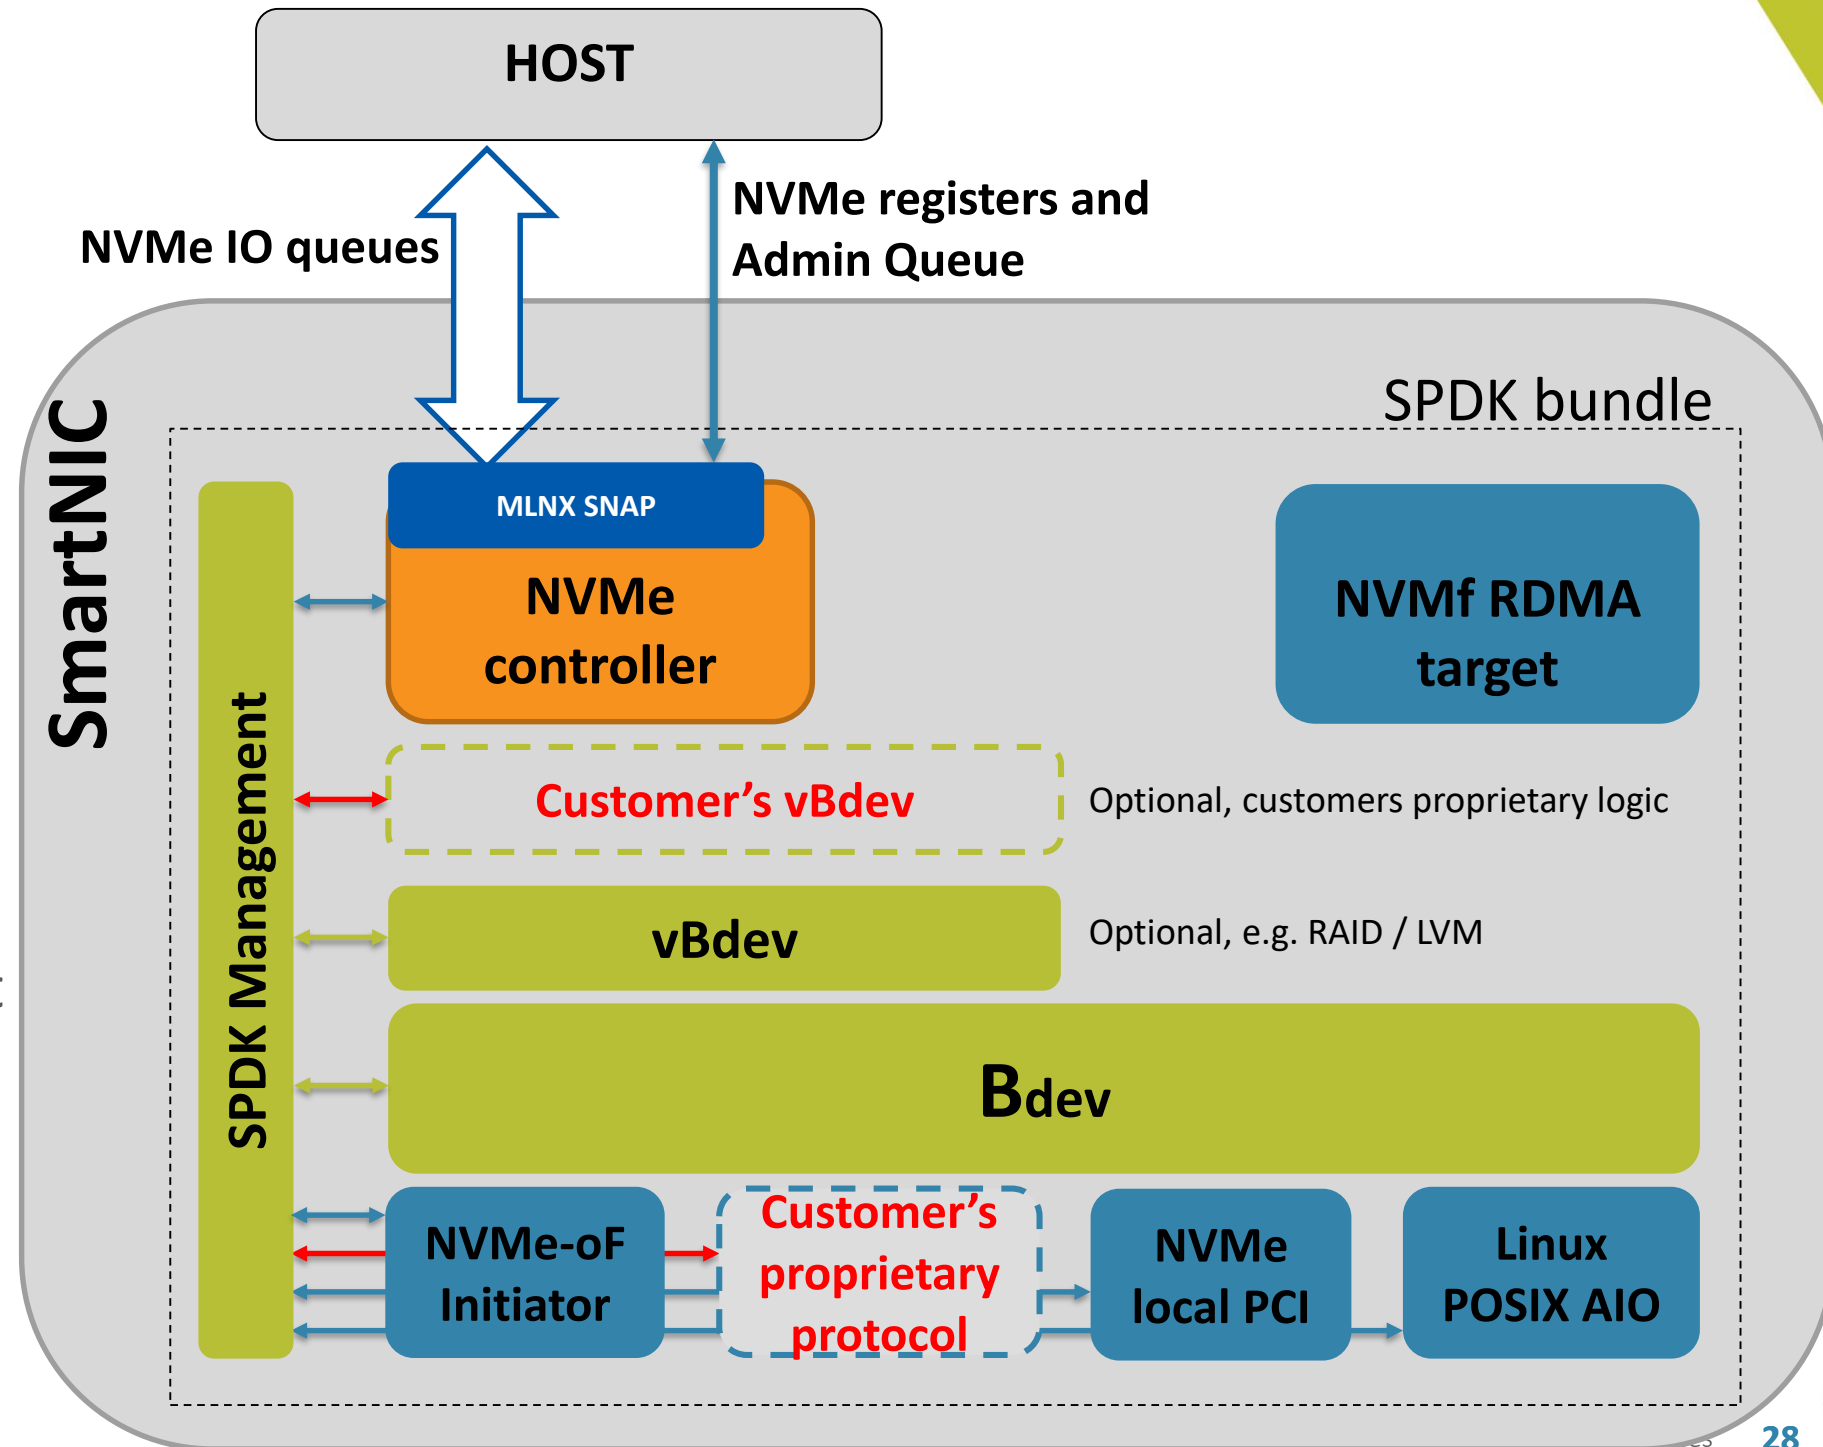 HOST
NVMe IO queues
NVMe registers and
Admin Queue
SmartNIC
SPDK bundle
SPDK Management
MLNX SNAP
NVMe
controller
NVMf RDMA
target
Customer’s vBdev
Optional, customers proprietary logic
vBdev
Optional, e.g. RAID / LVM
Bdev
NVMe-oF
Initiator
Customer’s
proprietary
protocol
NVMe
local PCI
Linux
POSIX AIO
28